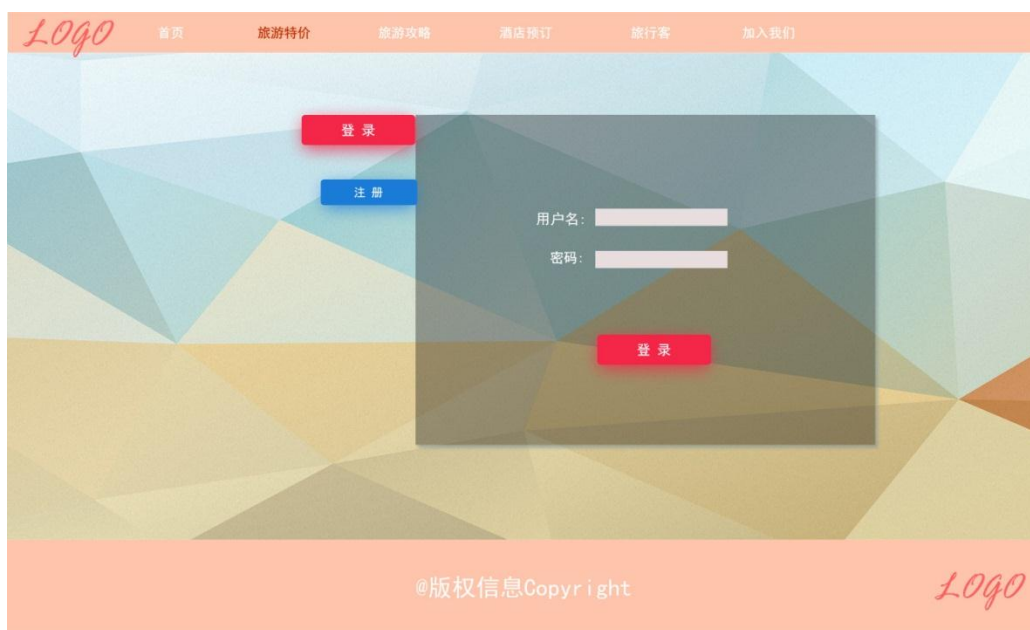 LOGO 首页 旅游特价 旅游攻略 酒店预订 旅行客 加入我们
登 录
注 册
用户名:
密码:
登 录
@版权信息Copyright
LOGO